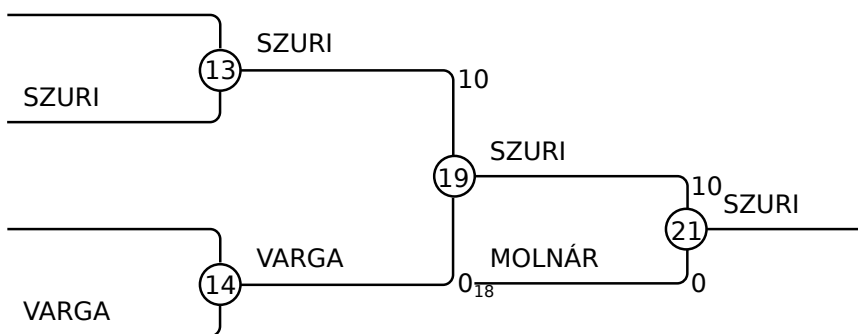 SZURI
13
SZURI
10
SZURI
19
10
SZURI
21
VARGA
MOLNÁR
14
0
18
0
VARGA